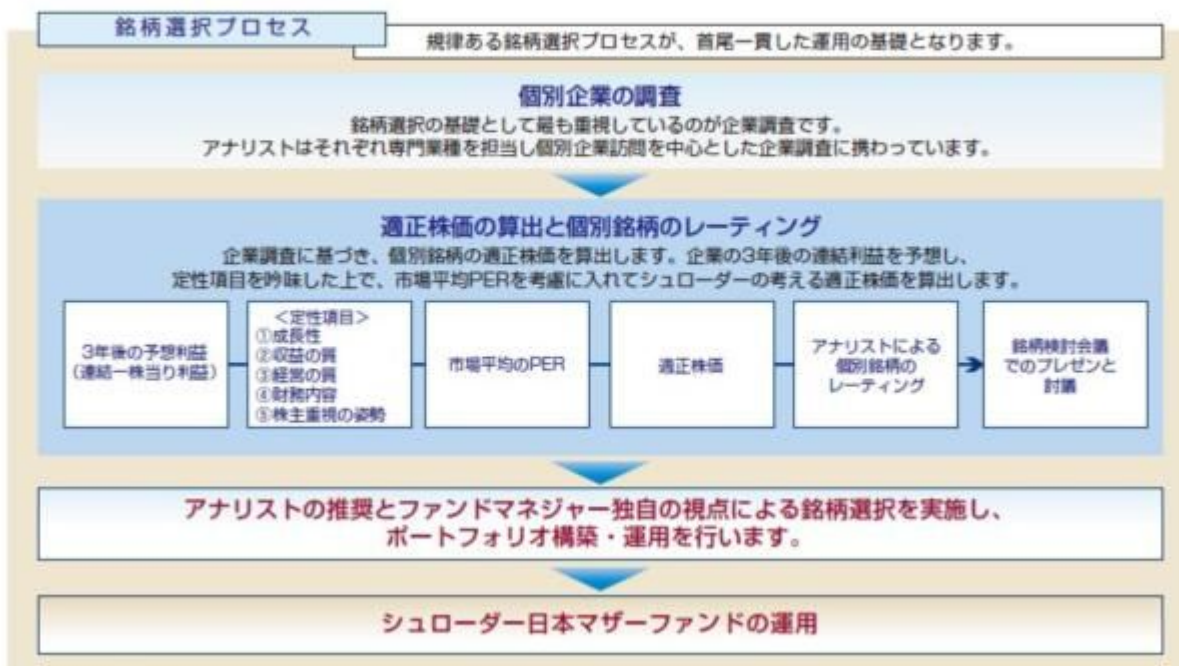 銘柄選択プロセス
規律ある銘柄選択プロセスが、首尾一貫した運用の基礎となります。
個別企業の調査
銘柄選択の基礎として最も重視しているのが企業調査です。
アナリストはそれぞれ専門業種を担当し個別企業訪問を中心とした企業調査に携わっています。
適正株価の算出と個別銘柄のレーティング
企業調査に基づき、個別銘柄の適正株価を算出します。企業の3年後の連結利益を予想し、
定性項目を吟味した上で、市場平均PERを考慮に入れてシュローダーの考える適正株価を算出します。
3年後の予想利益
(連結一株当り利益)
<定性項目>
①成長性
②収益の質
③経営の質
④財務内容
⑤株主重視の姿勢
市場平均のPER
適正株価
アナリストによる
個別銘柄の
レーティング
銘柄検討会議
でのプレゼンと
討議
アナリストの推奨とファンドマネジャー独自の視点による銘柄選択を実施し、
ポートフォリオ構築・運用を行います。
シュローダー日本マザーファンドの運用